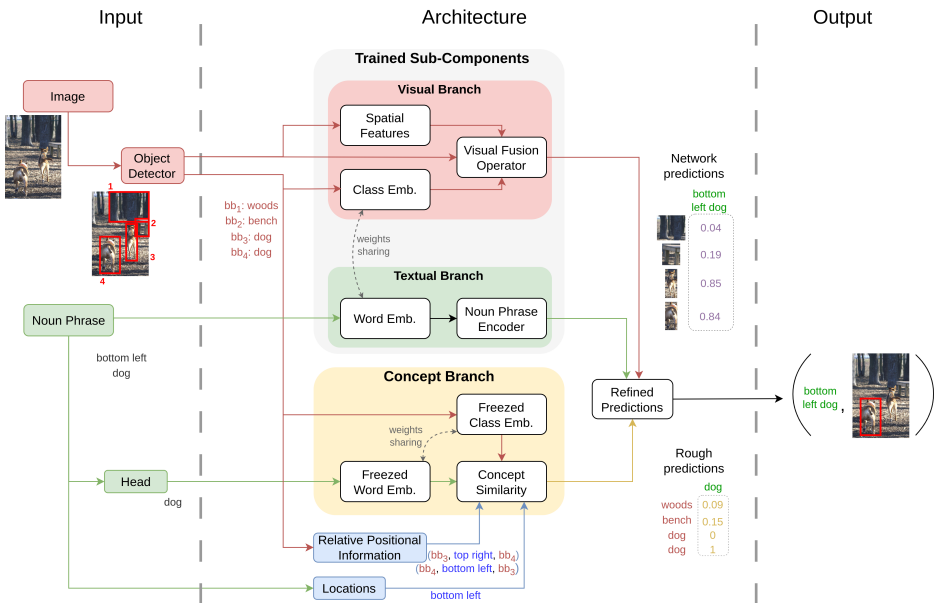 Input
Architecture
Output
Trained Sub-Components
Visual Branch
Image
Spatial
Features
Visual Fusion
Operator
Object
Detector
Class Emb.
1
2
3
4
bb1: woods
bb2: bench
bb3: dog
bb4: dog
weights
sharing
Network
predictions
bottom
left dog
0.04
0.19
0.85
0.84
Textual Branch
Noun Phrase
Word Emb.
Noun Phrase
Encoder
bottom left
dog
Concept Branch
Freezed
Class Emb.
weights
sharing
Refined
Predictions
bottom
left dog
,
Head
dog
Freezed
Word Emb.
Concept
Similarity
Rough
predictions
dog
woods 0.09
bench 0.15
dog 0
dog 1
Relative Positional
Information
(bb3, top right, bb4)
(bb4, bottom left, bb3)
Locations
bottom left